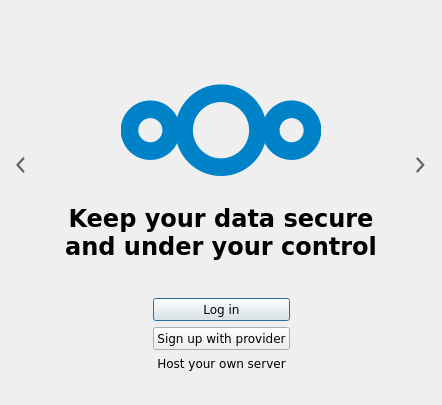 Keep your data secure
and under your control
Log in
Sign up with provider
Host your own server